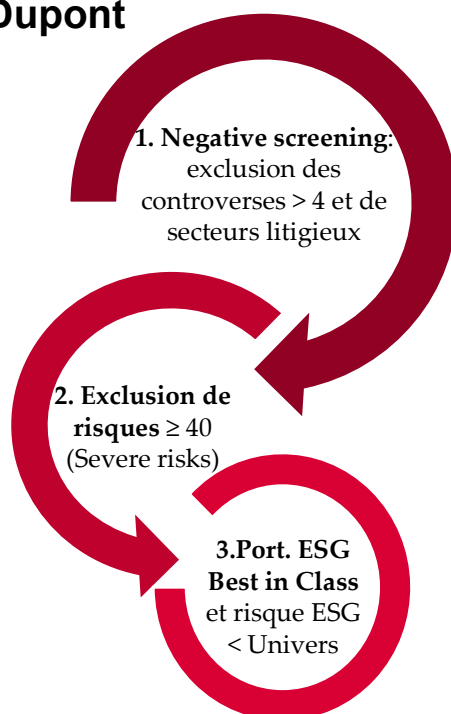 Dupont
1. Negative screening:
exclusion des
controverses > 4 et de
secteurs litigieux
2. Exclusion de
risques ≥ 40
(Severe risks)
3.Port. ESG
Best in Class
et risque ESG
< Univers